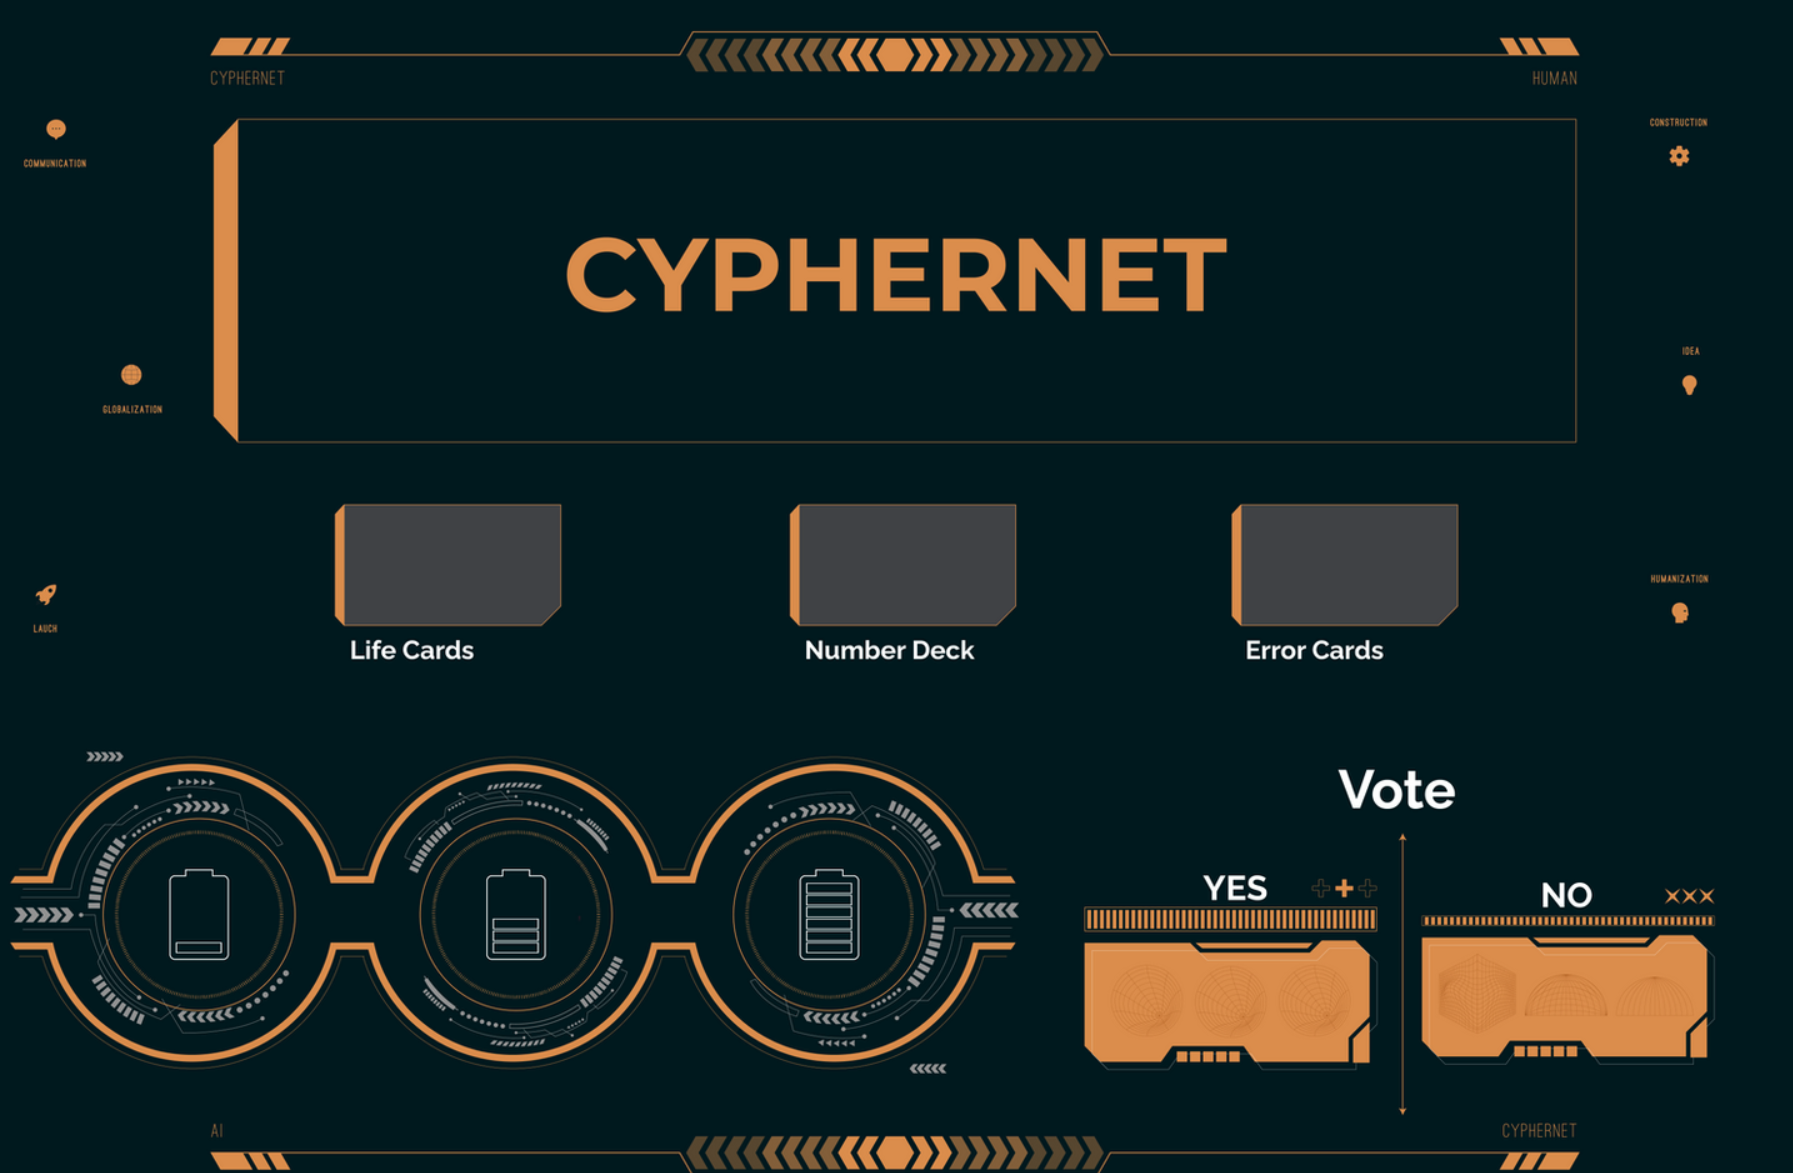 CYPHERNET
HUMAN
COMMUNICATION
CONSTRUCTION
CYPHERNET
IDEA
GLOBALIZATION
HUMANIZATION
LAUCH
Life Cards
Number Deck
Error Cards
Vote
YES
NO
AI
CYPHERNET